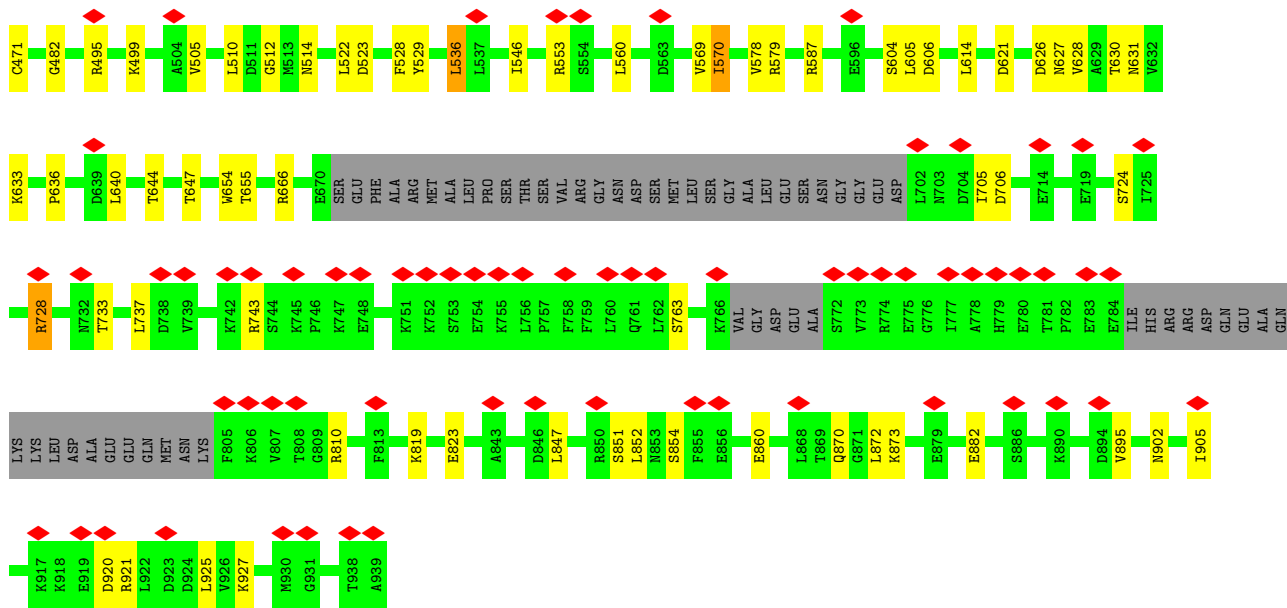 C471 G482 R495 K499 A504 V505 L510 D511 G512 M513 N514 L522 D523 F528 Y529 L536 L537 I546 R553 S554 L560 D563 V569 I570 V578 R579 R587 E596 S604 L605 D606 L614 D621 D626 N627 V628 A629 T630 N631 V632
K633 P636 D639 L640 T644 T647 W654 T655 R666 E670 SER GLU PHE ALA ARG MET ALA LEU PRO SER THR SER VAL ARG GLY ASN ASP SER MET LEU SER GLY ALA LEU GLU SER ASN GLY GLY GLU ASP L702 N703 D704 I705 D706 E714 E719 S724 I725
R728 N732 T733 L737 D738 V739 K742 R743 S744 K745 P746 K747 E748 K751 K752 S753 E754 K755 L756 P757 F758 F759 L760 Q761 L762 S763 K766 VAL GLY ASP GLU ALA S772 V773 R774 E775 G776 I777 A778 H779 E780 T781 P782 E783 E784 ILE HIS ARG ARG ASP GLN GLU ALA GLN
LYS LYS LEU ASP ALA GLU GLU GLN MET ASN LYS F805 K806 V807 T808 G809 R810 F813 K819 E823 A843 D846 L847 R850 S851 L852 N853 S854 F855 E856 E860 L868 T869 Q870 G871 L872 K873 E879 E882 S886 K890 D894 V895 N902 I905
K917 K918 E919 D920 R921 L922 D923 D924 L925 V926 K927 M930 G931 T938 A939